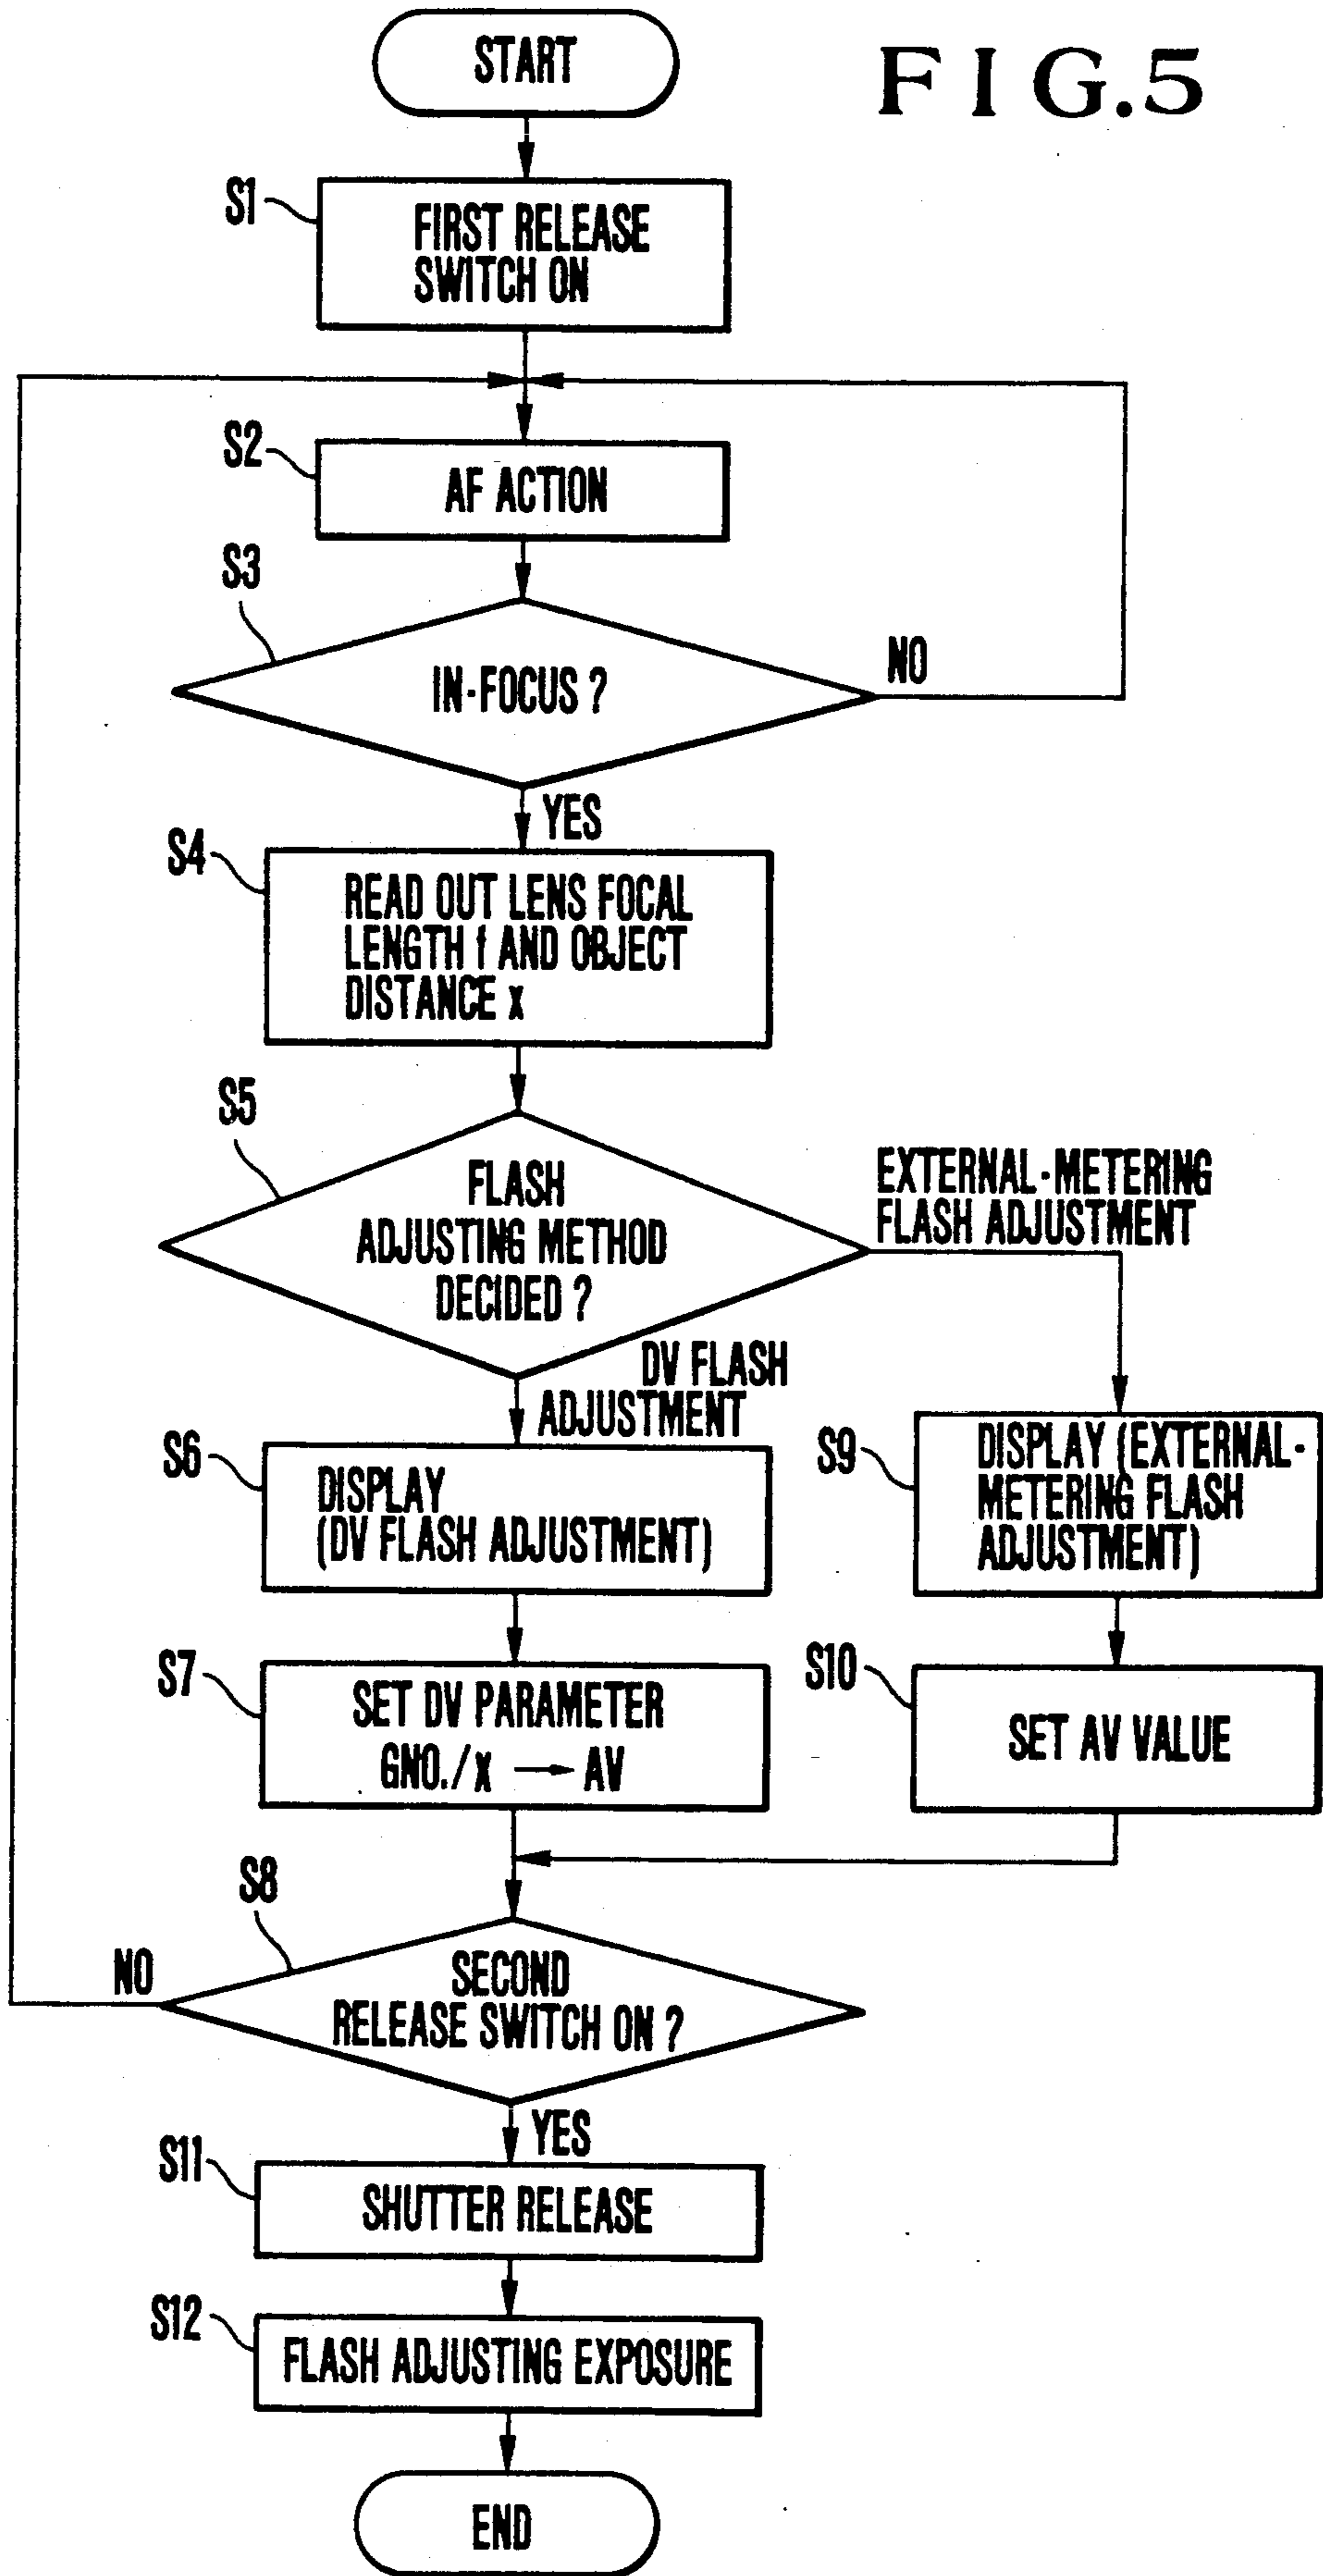 START
FIG.5
S1
FIRST RELEASE
SWITCH ON
S2
AF ACTION
S3
IN-FOCUS ?
NO
YES
S4
READ OUT LENS FOCAL
LENGTH f AND OBJECT
DISTANCE x
S5
FLASH
ADJUSTING METHOD
DECIDED ?
EXTERNAL-METERING
FLASH ADJUSTMENT
DV FLASH
ADJUSTMENT
S6
DISPLAY
(DV FLASH ADJUSTMENT)
S9
DISPLAY (EXTERNAL-
METERING FLASH
ADJUSTMENT)
S7
SET DV PARAMETER
GNO./x → AV
S10
SET AV VALUE
S8
SECOND
RELEASE SWITCH ON ?
NO
YES
S11
SHUTTER RELEASE
S12
FLASH ADJUSTING EXPOSURE
END